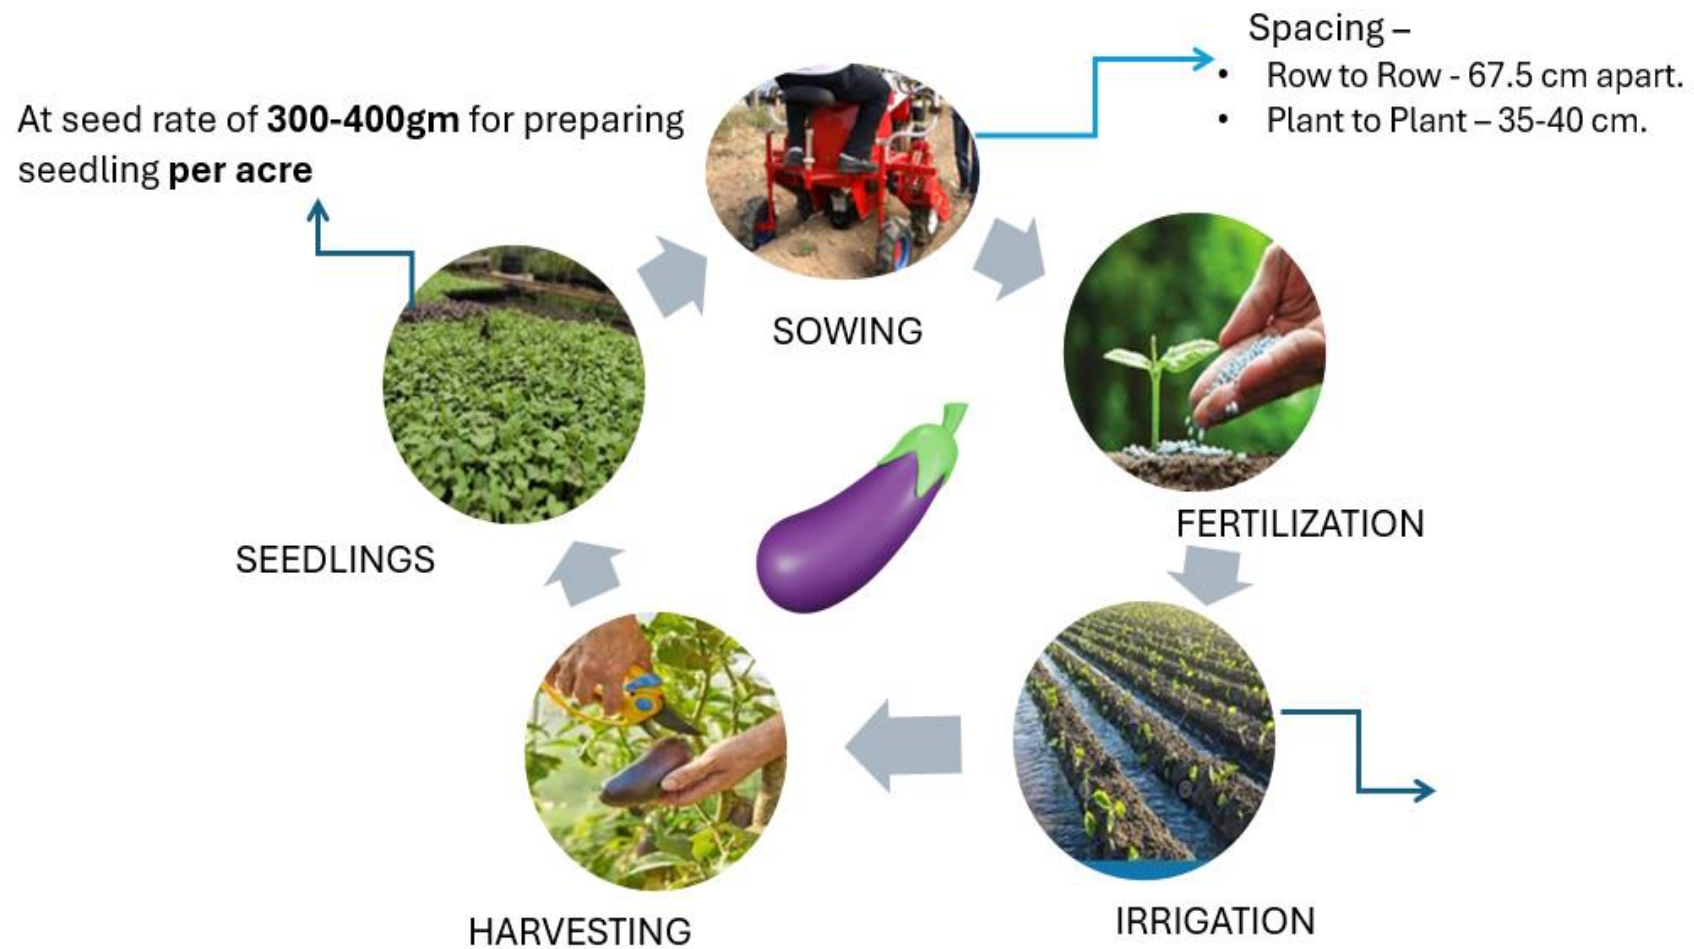 Spacing –
• Row to Row - 67.5 cm apart.
• Plant to Plant – 35-40 cm.
At seed rate of 300-400gm for preparing
seedling per acre
SOWING
FERTILIZATION
SEEDLINGS
IRRIGATION
HARVESTING